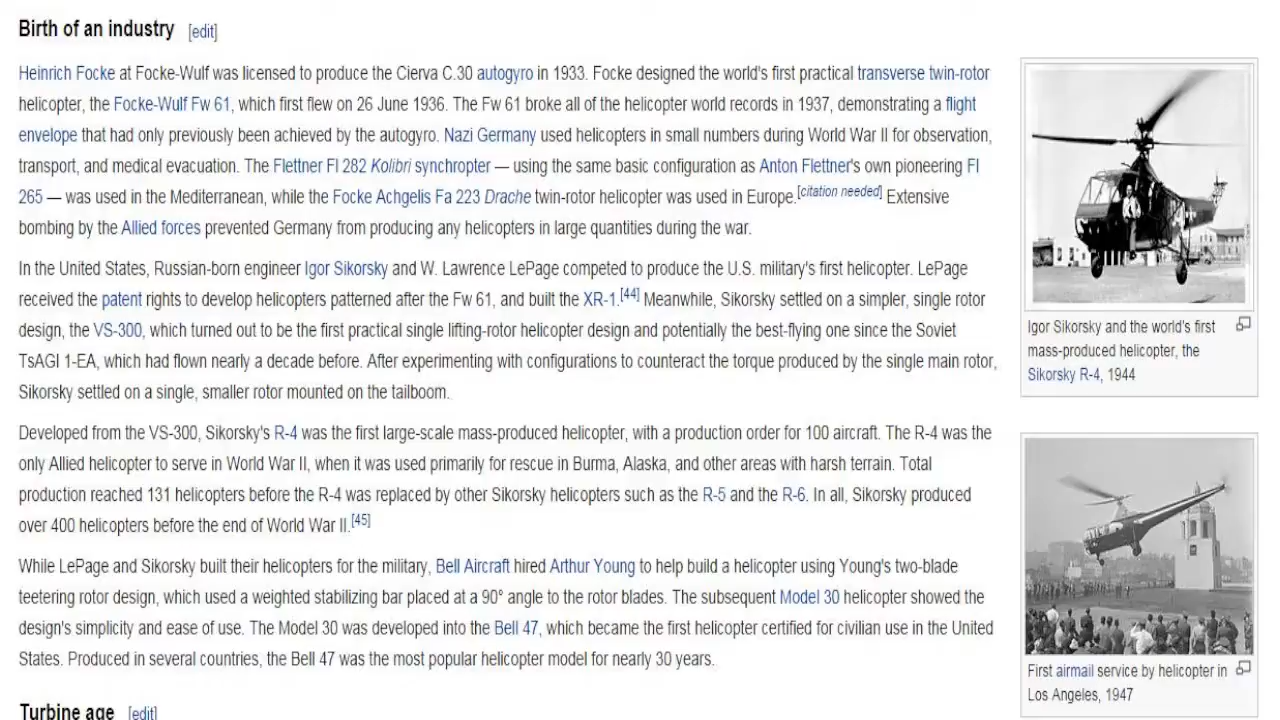 Birth of an industry [edit]
Heinrich Focke at Focke-Wulf was licensed to produce the Cierva C.30 autogyro in 1933. Focke designed the world's first practical transverse twin-rotor
helicopter, the Focke-Wulf Fw 61, which first flew on 26 June 1936. The Fw 61 broke all of the helicopter world records in 1937, demonstrating a flight
envelope that had only previously been achieved by the autogyro. Nazi Germany used helicopters in small numbers during World War II for observation,
transport, and medical evacuation. The Flettner Fl 282 Kolibri synchropter — using the same basic configuration as Anton Flettner's own pioneering Fl
265 — was used in the Mediterranean, while the Focke Achgelis Fa 223 Drache twin-rotor helicopter was used in Europe.[citation needed] Extensive
bombing by the Allied forces prevented Germany from producing any helicopters in large quantities during the war.
In the United States, Russian-born engineer Igor Sikorsky and W. Lawrence LePage competed to produce the U.S. military's first helicopter. LePage
received the patent rights to develop helicopters patterned after the Fw 61, and built the XR-1.[44] Meanwhile, Sikorsky settled on a simpler, single rotor
design, the VS-300, which turned out to be the first practical single lifting-rotor helicopter design and potentially the best-flying one since the Soviet
TsAGI 1-EA, which had flown nearly a decade before. After experimenting with configurations to counteract the torque produced by the single main rotor,
Sikorsky settled on a single, smaller rotor mounted on the tailboom.
Developed from the VS-300, Sikorsky's R-4 was the first large-scale mass-produced helicopter, with a production order for 100 aircraft. The R-4 was the
only Allied helicopter to serve in World War II, when it was used primarily for rescue in Burma, Alaska, and other areas with harsh terrain. Total
production reached 131 helicopters before the R-4 was replaced by other Sikorsky helicopters such as the R-5 and the R-6. In all, Sikorsky produced
over 400 helicopters before the end of World War II.[45]
While LePage and Sikorsky built their helicopters for the military, Bell Aircraft hired Arthur Young to help build a helicopter using Young's two-blade
teetering rotor design, which used a weighted stabilizing bar placed at a 90° angle to the rotor blades. The subsequent Model 30 helicopter showed the
design's simplicity and ease of use. The Model 30 was developed into the Bell 47, which became the first helicopter certified for civilian use in the United
States. Produced in several countries, the Bell 47 was the most popular helicopter model for nearly 30 years.
Turbine age [edit]
Igor Sikorsky and the world's first
mass-produced helicopter, the
Sikorsky R-4, 1944
First airmail service by helicopter in
Los Angeles, 1947